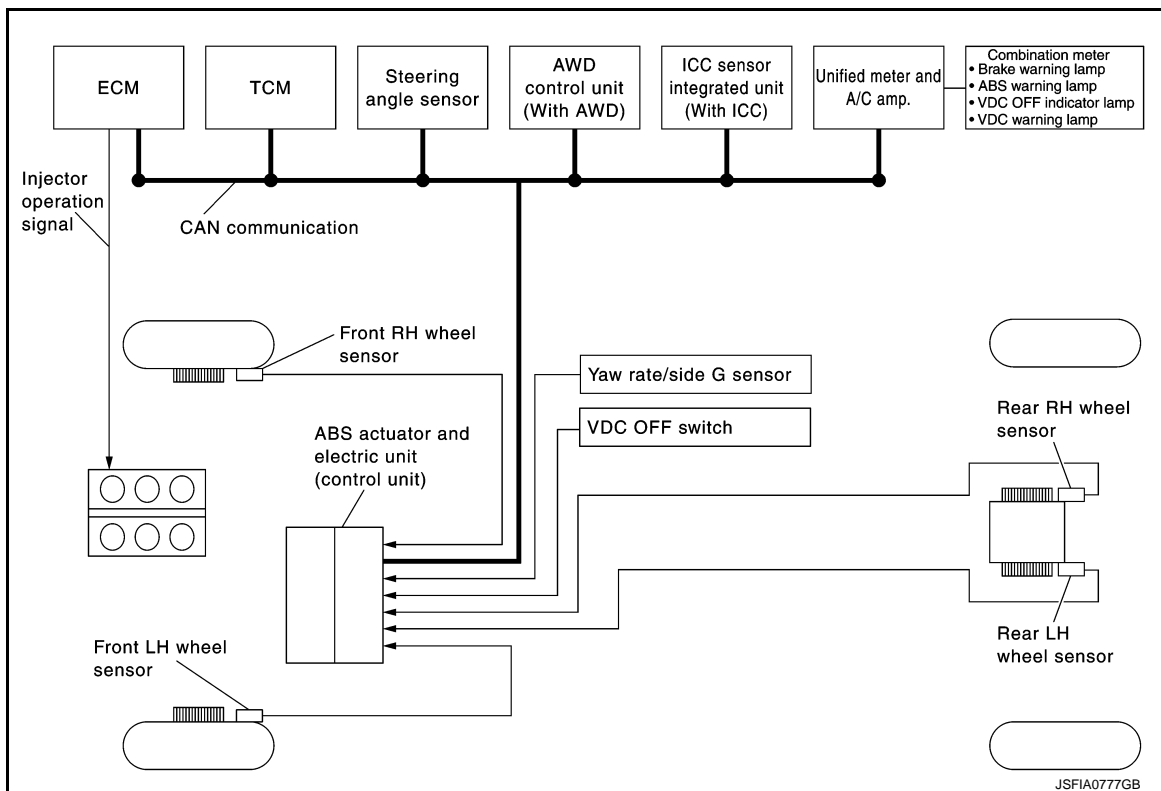 ECM
TCM
Steering
angle sensor
AWD
control unit
(With AWD)
ICC sensor
integrated unit
(With ICC)
Unified meter and
A/C amp.
Combination meter
• Brake warning lamp
• ABS warning lamp
• VDC OFF indicator lamp
• VDC warning lamp
Injector
operation
signal
CAN communication
Front RH wheel
sensor
Yaw rate/side G sensor
VDC OFF switch
Rear RH wheel
sensor
ABS actuator and
electric unit
(control unit)
Front LH wheel
sensor
Rear LH
wheel sensor
JSFIA0777GB